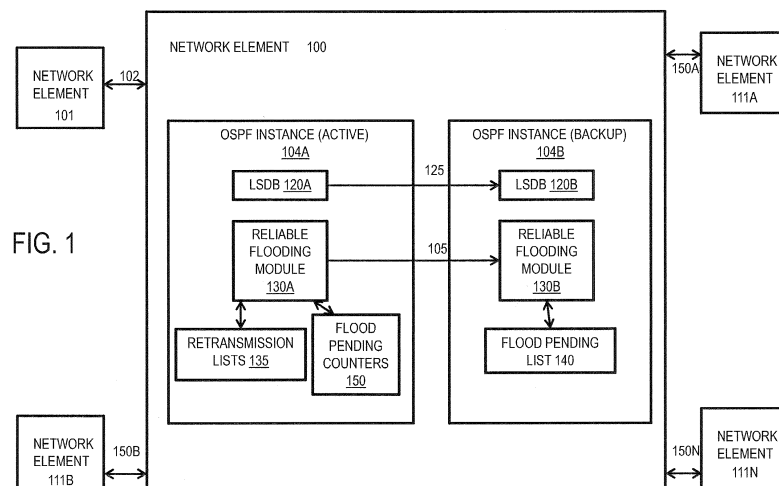 NETWORK ELEMENT 100
NETWORK
ELEMENT
101
102
150A
NETWORK
ELEMENT
111A
OSPF INSTANCE (ACTIVE)
104A
OSPF INSTANCE (BACKUP)
104B
LSDB 120A
125
LSDB 120B
FIG. 1
RELIABLE
FLOODING
MODULE
130A
105
RELIABLE
FLOODING
MODULE
130B
RETRANSMISSION
LISTS 135
FLOOD
PENDING
COUNTERS
150
FLOOD PENDING
LIST 140
NETWORK
ELEMENT
111B
150B
150N
NETWORK
ELEMENT
111N